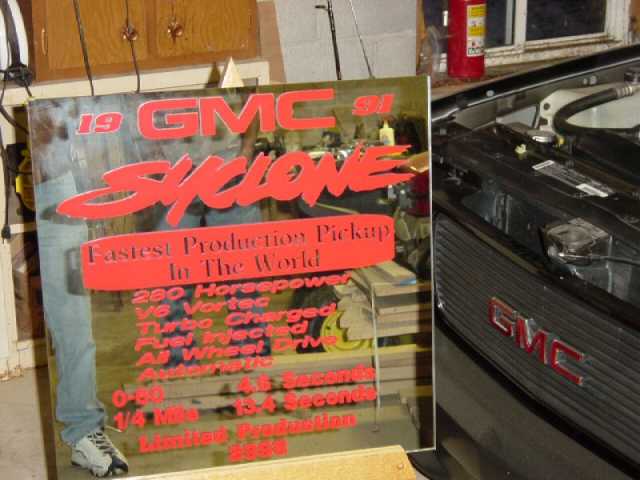 19 GMC 91
SYCLONE
Fastest Production Pickup
In The World
280 Horsepower
V6 Vortec
Turbo Charged
Fuel Injected
All Wheel Drive
Automatic
0-60 4.6 Seconds
1/4 Mile 13.4 Seconds
Limited Production
GMC